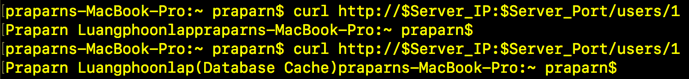 [praparns-MacBook-Pro:~ praparn$ curl http://$Server_IP:$Server_Port/users/1
[Praparn Luangphoonlappraparns-MacBook-Pro:~ praparn$
[praparns-MacBook-Pro:~ praparn$ curl http://$Server_IP:$Server_Port/users/1
[Praparn Luangphoonlap(Database Cache)praparns-MacBook-Pro:~ praparn$